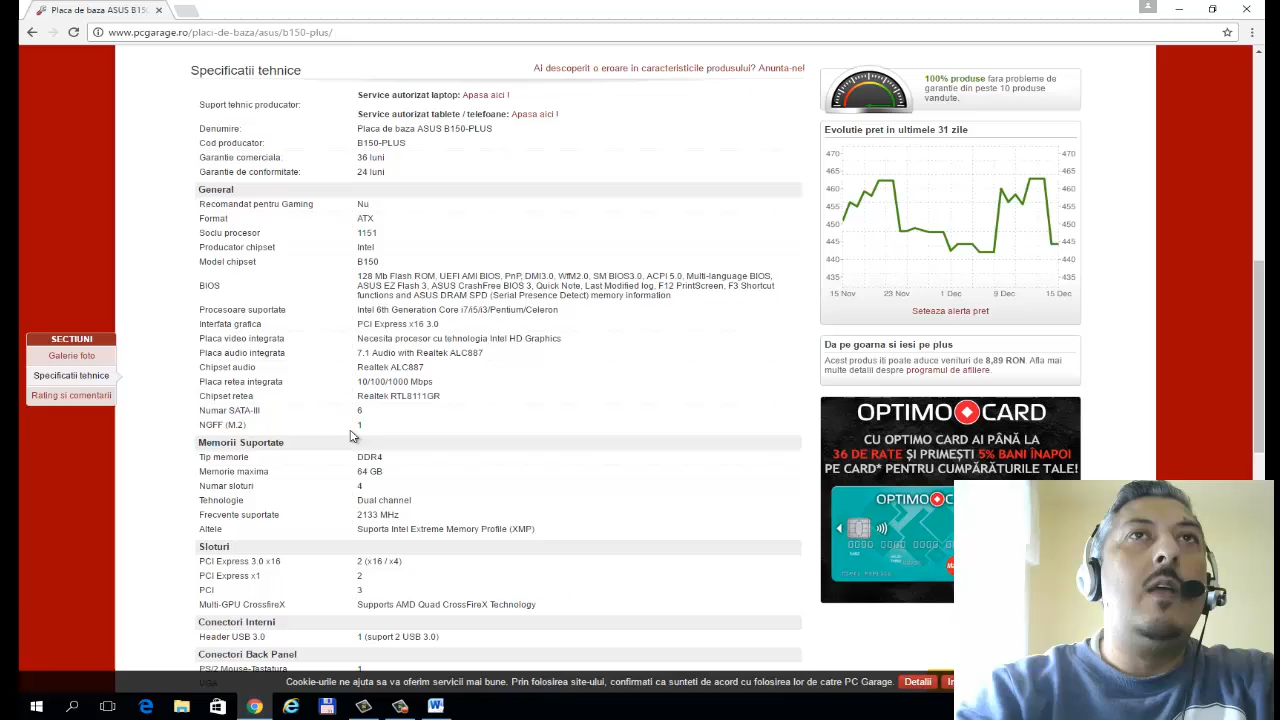 Placa de baza ASUS B150
www.pcgarage.ro/placi-de-baza/asus/b150-plus/
Specificatii tehnice
Ai descoperit o eroare in caracteristicile produsului? Anunta-ne!
Suport tehnic producator:
Service autorizat laptop: Apasa aici !
Service autorizat tablete / telefoane: Apasa aici !
Denumire: Placa de baza ASUS B150-PLUS
Cod producator: B150-PLUS
Garantie comerciala: 36 luni
Garantie de conformitate: 24 luni
General
Recomandat pentru Gaming Nu
Format ATX
Soclu procesor 1151
Producator chipset Intel
Model chipset B150
BIOS
128 Mb Flash ROM, UEFI AMI BIOS, PnP, DMI3.0, WfM2.0, SM BIOS3.0, ACPI 5.0, Multi-language BIOS,
ASUS EZ Flash 3, ASUS CrashFree BIOS 3, Quick Note, Last Modified log, F12 PrintScreen, F3 Shortcut
functions and ASUS DRAM SPD (Serial Presence Detect) memory information
Procesoare suportate Intel 6th Generation Core i7/i5/i3/Pentium/Celeron
Interfata grafica PCI Express x16 3.0
Placa video integrata Necesita procesor cu tehnologia Intel HD Graphics
Placa audio integrata 7.1 Audio with Realtek ALC887
Chipset audio Realtek ALC887
Placa retea integrata 10/100/1000 Mbps
Chipset retea Realtek RTL8111GR
Numar SATA-III 6
NGFF (M.2) 1
Memorii Suportate
Tip memorie DDR4
Memorie maxima 64 GB
Numar sloturi 4
Tehnologie Dual channel
Frecvente suportate 2133 MHz
Altele Suporta Intel Extreme Memory Profile (XMP)
Sloturi
PCI Express 3.0 x16 2 (x16 / x4)
PCI Express x1 2
PCI 3
Multi-GPU CrossfireX Supports AMD Quad CrossFireX Technology
Conectori Interni
Header USB 3.0 1 (suport 2 USB 3.0)
Conectori Back Panel
PS/2 Mouse-Tastatura 1
SECTIUNI
Galerie foto
Specificatii tehnice
Rating si comentarii
100% produse fara probleme de
garantie din peste 10 produse
vandute.
Evolutie pret in ultimele 31 zile
470 470
465 465
460 460
455 455
450 450
445 445
440 440
435 435
15 Nov 23 Nov 1 Dec 9 Dec 15 Dec
Seteaza alerta pret
Da pe goarna si iesi pe plus
Acest produs iti poate aduce venituri de 8,89 RON. Afla mai
multe detalii despre programul de afiliere.
OPTIMO CARD
CU OPTIMO CARD AI PÂNĂ LA
36 DE RATE ȘI PRIMEȘTI 5% BANI ÎNAPOI
PE CARD* PENTRU CUMPĂRĂTURILE TALE!
OPTIMO
Cookie-urile ne ajuta sa va oferim servicii mai bune. Prin folosirea site-ului, confirmati ca sunteti de acord cu folosirea lor de catre PC Garage. Detalii